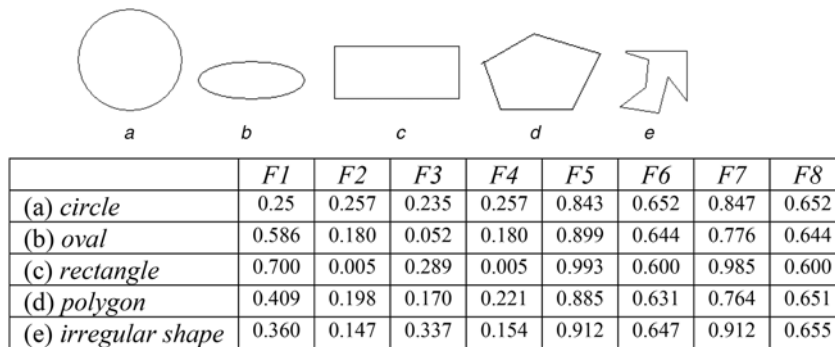 a b c d e
F1 F2 F3 F4 F5 F6 F7 F8
(a) circle 0.25 0.257 0.235 0.257 0.843 0.652 0.847 0.652
(b) oval 0.586 0.180 0.052 0.180 0.899 0.644 0.776 0.644
(c) rectangle 0.700 0.005 0.289 0.005 0.993 0.600 0.985 0.600
(d) polygon 0.409 0.198 0.170 0.221 0.885 0.631 0.764 0.651
(e) irregular shape 0.360 0.147 0.337 0.154 0.912 0.647 0.912 0.655